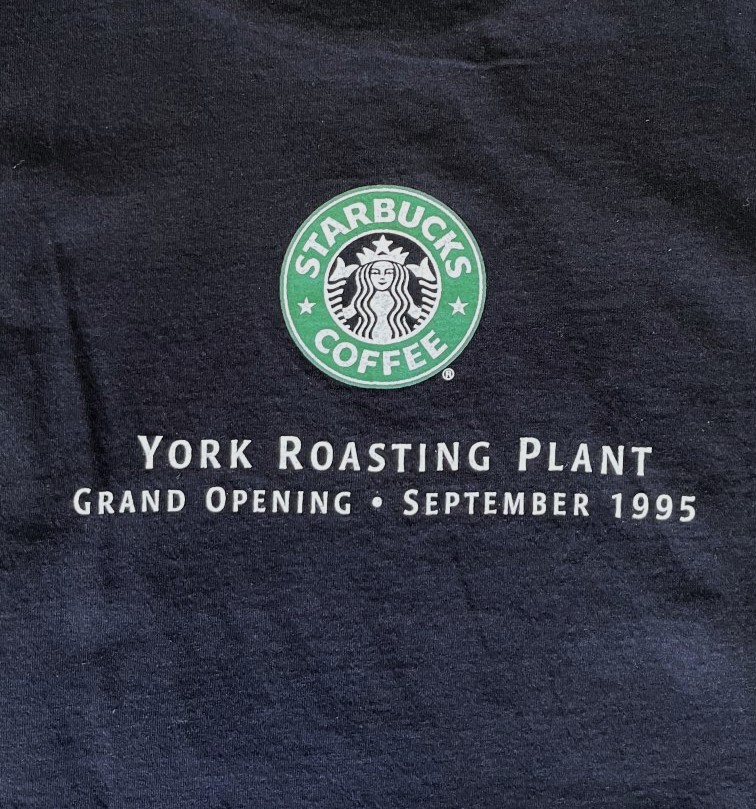 STARBUCKS
COFFEE
®
YORK ROASTING PLANT
GRAND OPENING • SEPTEMBER 1995